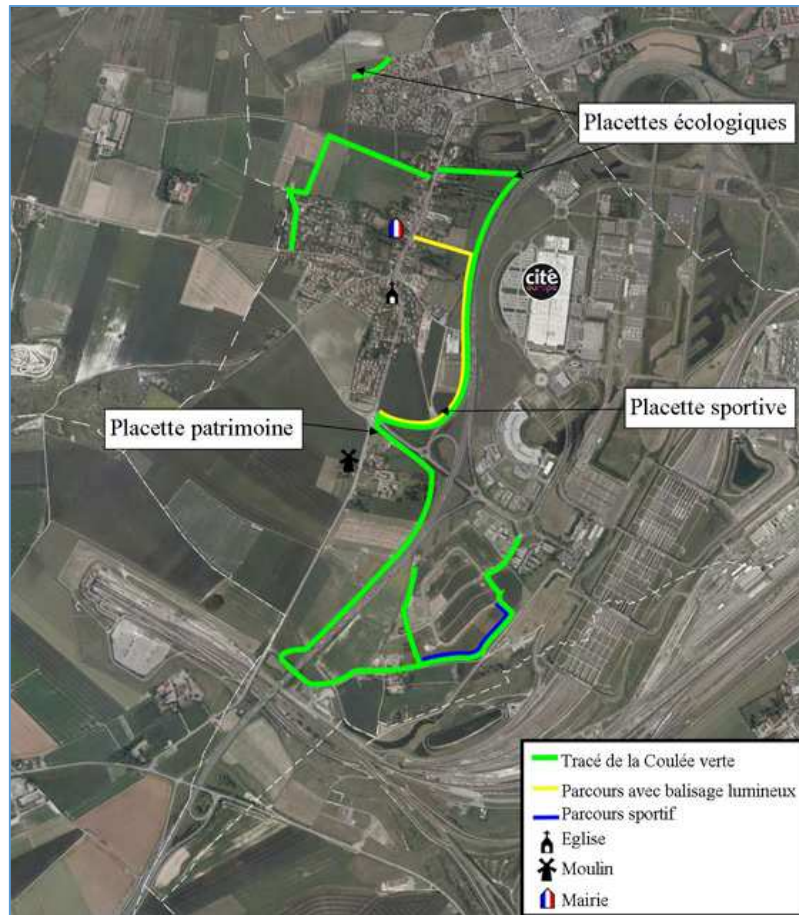 Placettes écologiques
cité
europe
Placette sportive
Placette patrimoine
Tracé de la Coulée verte
Parcours avec balisage lumineux
Parcours sportif
Eglise
Moulin
Mairie